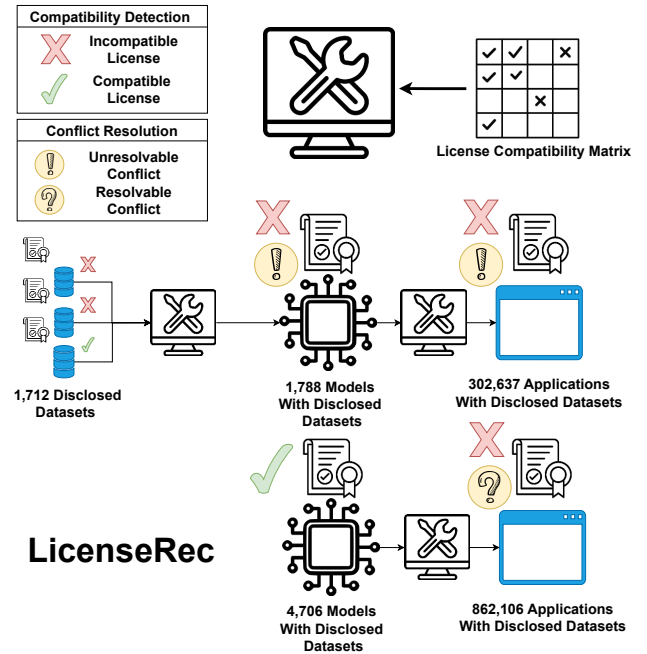 Compatibility Detection
Incompatible
License
Compatible
License
Conflict Resolution
Unresolvable
Conflict
Resolvable
Conflict
License Compatibility Matrix
1,712 Disclosed
Datasets
1,788 Models
With Disclosed
Datasets
302,637 Applications
With Disclosed Datasets
LicenseRec
4,706 Models
With Disclosed
Datasets
862,106 Applications
With Disclosed Datasets